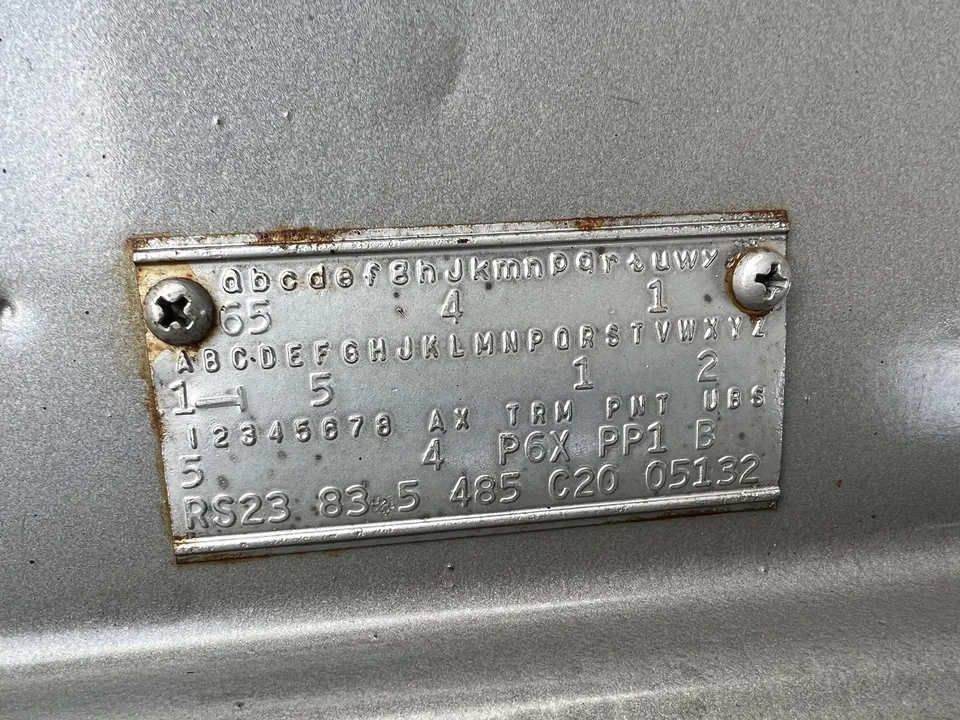 abcdefghJkmnpqrtuwy
65 4 1
ABCDEFGHJKLMNPQRSTVWXYZ
1 5 1 2
12345678 AX TRM PNT UBS
5 4 P6X PP1 B
RS23 83 5 485 C20 05132